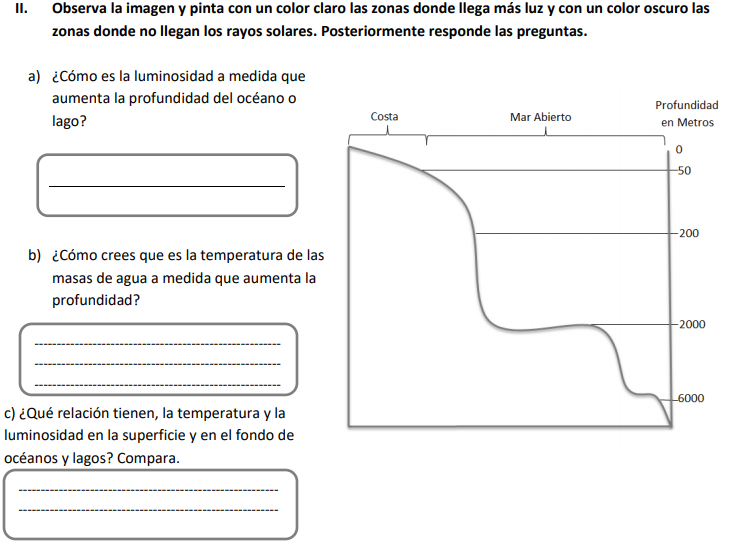 II. Observa la imagen y pinta con un color claro las zonas donde llega más luz y con un color oscuro las
zonas donde no llegan los rayos solares. Posteriormente responde las preguntas.
a) ¿Cómo es la luminosidad a medida que
aumenta la profundidad del océano o
lago?
b) ¿Cómo crees que es la temperatura de las
masas de agua a medida que aumenta la
profundidad?
c) ¿Qué relación tienen, la temperatura y la
luminosidad en la superficie y en el fondo de
océanos y lagos? Compara.
Costa
Mar Abierto
Profundidad
en Metros
0
50
200
2000
6000